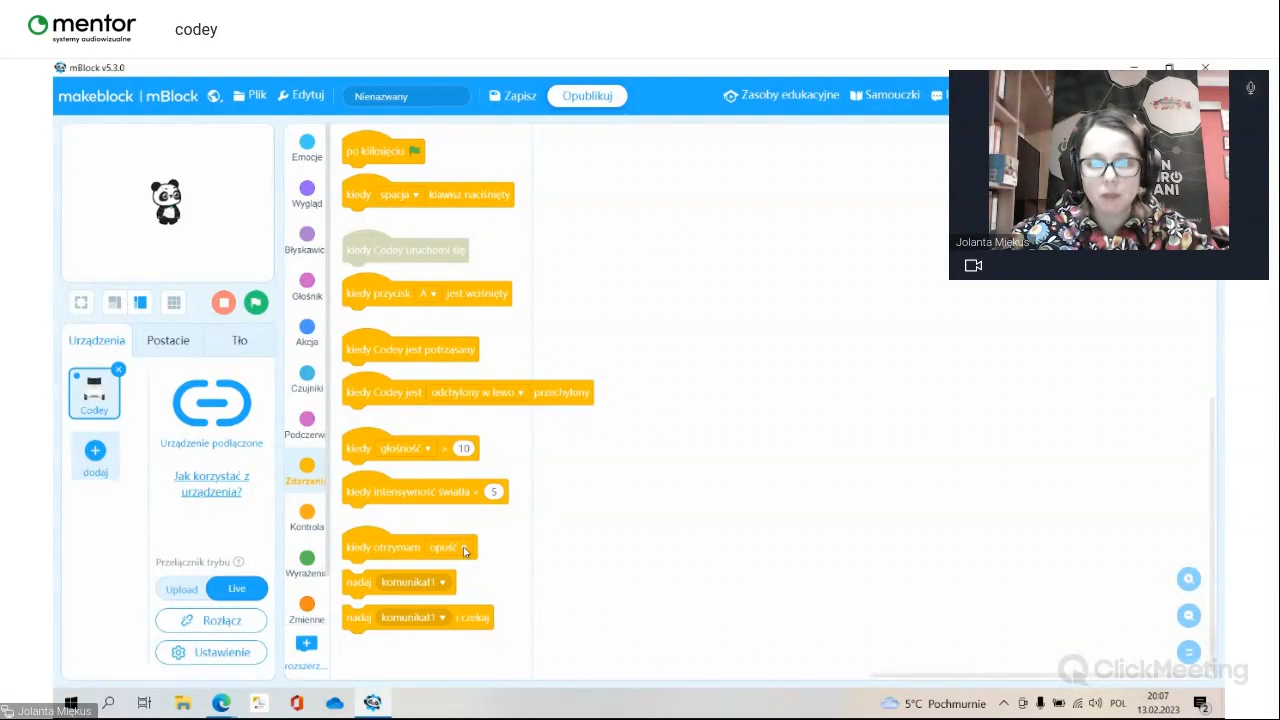 mentor
systemy audiowizualne
codey
mBlock v5.3.0
makeblock | mBlock
Plik
Edytuj
Nienazwany
Zapisz
Opublikuj
Zasoby edukacyjne
Samouczki
Jolanta Miękus
Emocje
Wygląd
Błyskawic
Głośnik
Akcja
Czujniki
Podczerw
Zdarzenia
Kontrola
Wyrażenia
Zmienne
rozszerz...
po kliknięciu
kiedy spacja klawisz naciśnięty
kiedy Codey uruchomi się
kiedy przycisk A jest wciśnięty
kiedy Codey jest potrząsany
kiedy Codey jest odchylony w lewo przechylony
kiedy głośność > 10
kiedy intensywność światła < 5
kiedy otrzymam opuść
nadaj komunikat1
nadaj komunikat1 i czekaj
Urządzenia
Postacie
Tło
Codey
dodaj
Urządzenie podłączone
Jak korzystać z
urządzenia?
Przełącznik trybu
Upload
Live
Rozłącz
Ustawienie
ClickMeeting
5°C Pochmurnie
POL
20:07
13.02.2023
2
Jolanta Miękus